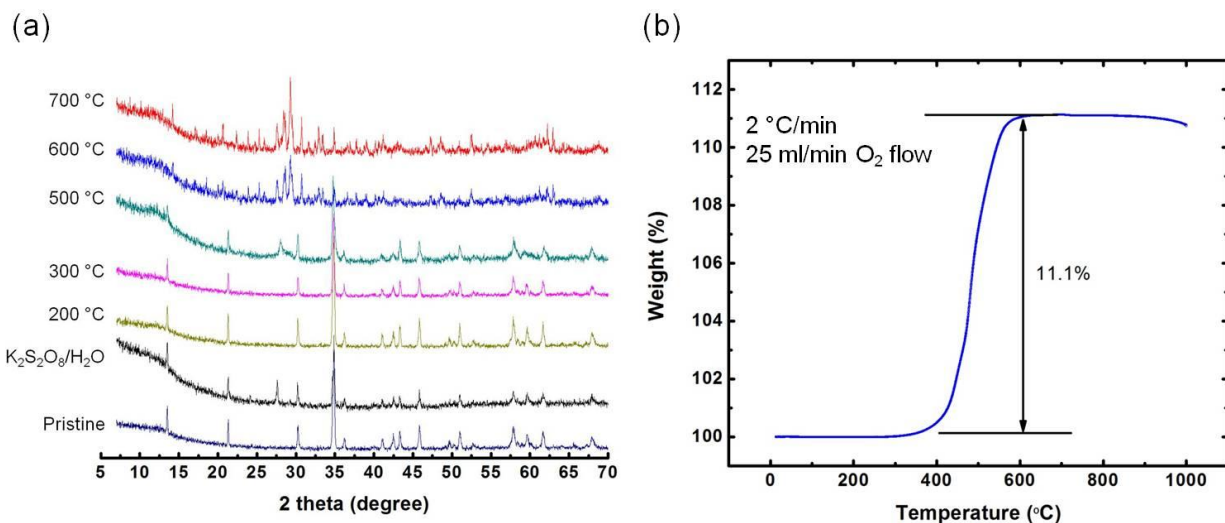 (a)
700 °C
600 °C
500 °C
300 °C
200 °C
K₂S₂O₈/H₂O
Pristine
5 10 15 20 25 30 35 40 45 50 55 60 65 70
2 theta (degree)
(b)
112
110
108
106
104
102
100
98
Weight (%)
2 °C/min
25 ml/min O₂ flow
11.1%
0 200 400 600 800 1000
Temperature (°C)